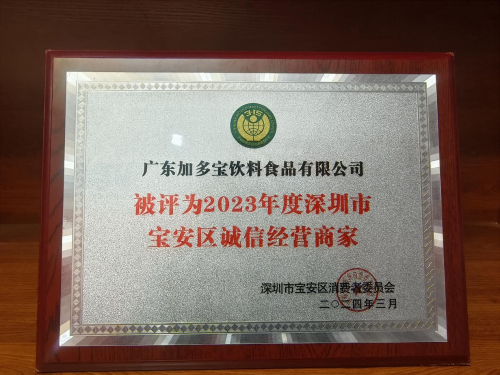 3·15
广东加多宝饮料食品有限公司
被评为2023年度深圳市
宝安区诚信经营商家
深圳市宝安区消费者委员会
二〇二四年三月